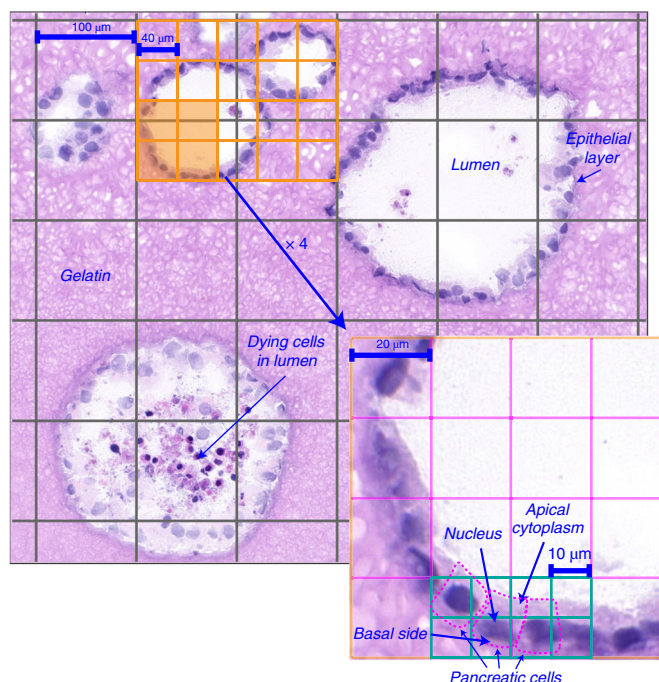 100 μm
40 μm
Epithelial
layer
Lumen
× 4
Gelatin
Dying cells
in lumen
20 μm
Apical
cytoplasm
Nucleus
10 μm
Basal side
Pancreatic cells